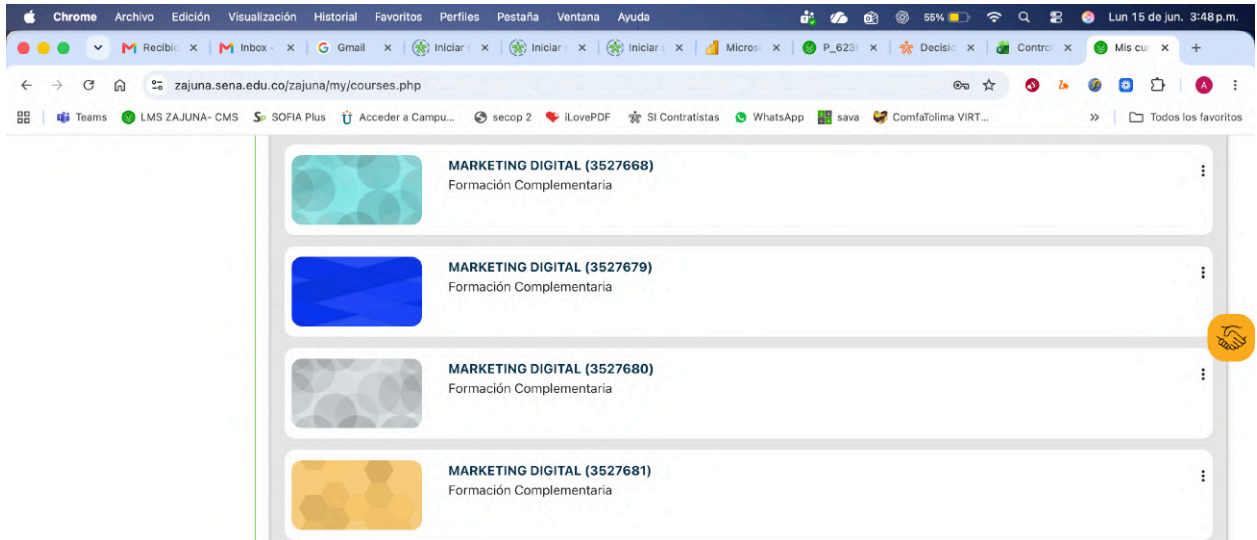 Chrome Archivo Edición Visualización Historial Favoritos Perfiles Pestaña Ventana Ayuda 55% Lun 15 de jun. 3:48 p.m.
Recibic Inbox - Gmail Iniciar s Iniciar s Iniciar s Micros P_623 Decisic Control Mis cur
zajuna.sena.edu.co/zajuna/my/courses.php A
Teams LMS ZAJUNA- CMS SOFIA Plus Acceder a Campu... secop 2 iLovePDF SI Contratistas WhatsApp sava ComfaTolima VIRT... » Todos los favoritos
MARKETING DIGITAL (3527668)
Formación Complementaria
MARKETING DIGITAL (3527679)
Formación Complementaria
MARKETING DIGITAL (3527680)
Formación Complementaria
MARKETING DIGITAL (3527681)
Formación Complementaria